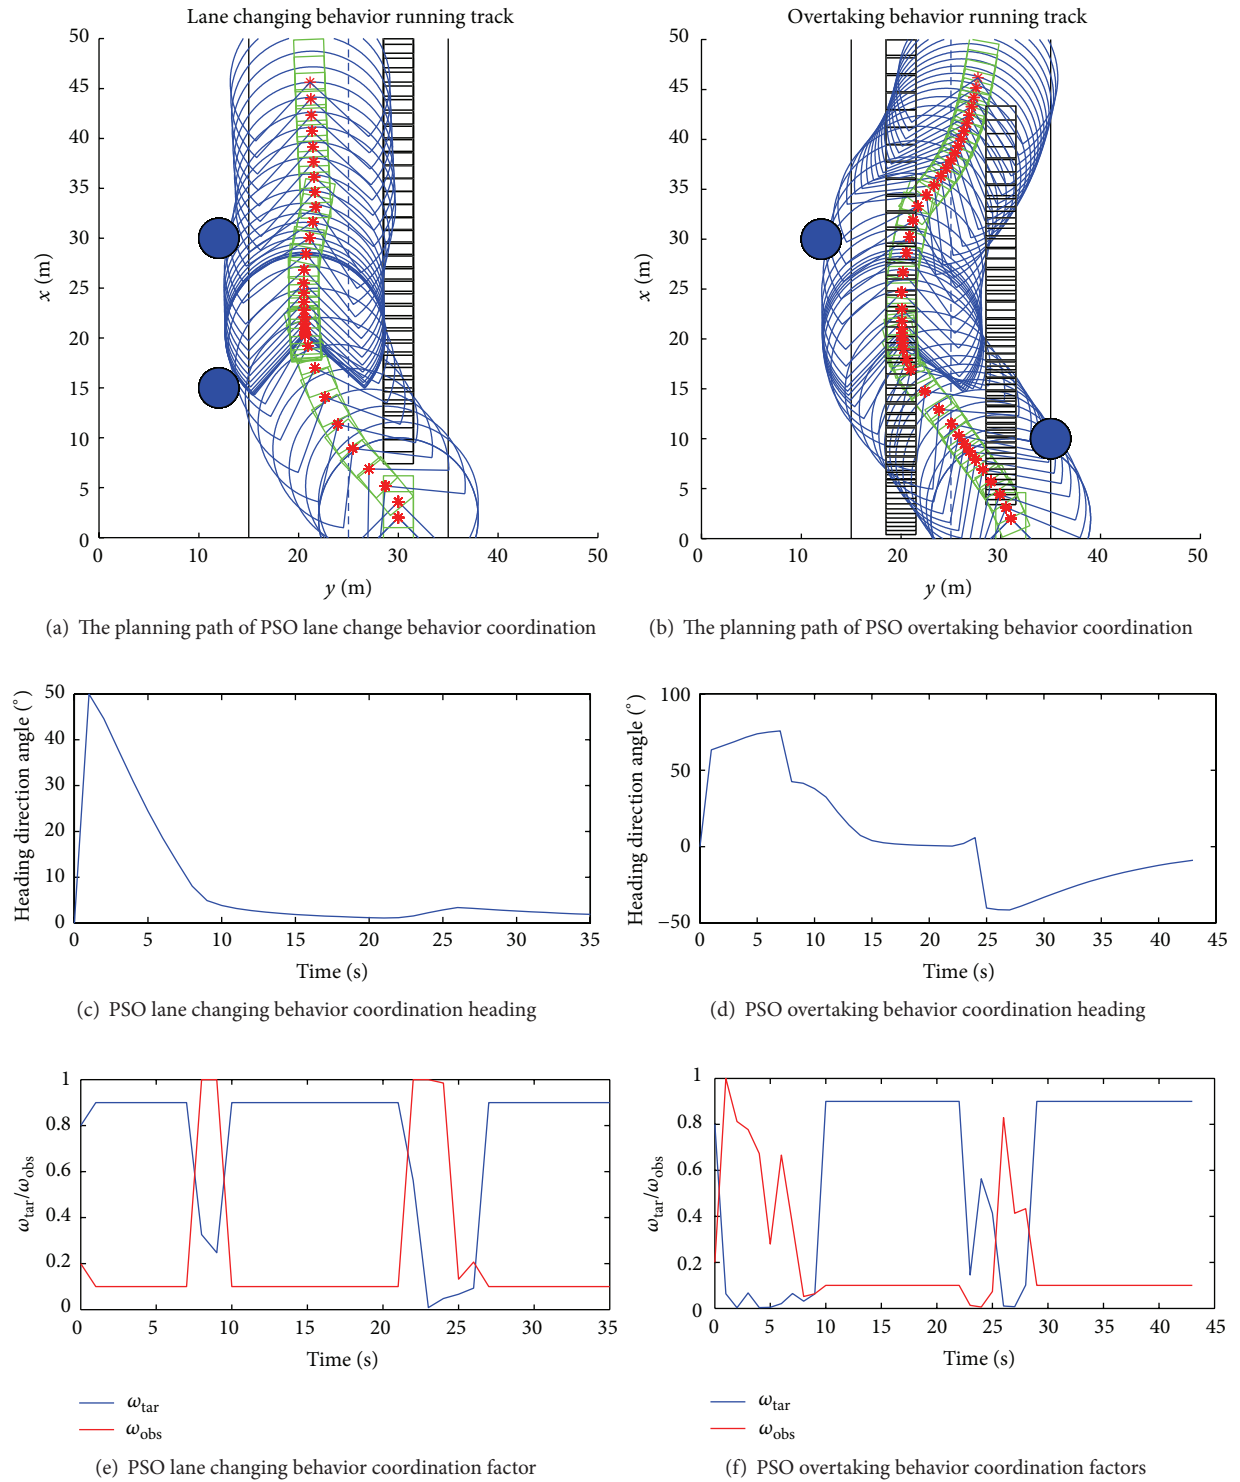 Lane changing behavior running track
50
45
40
35
30
25
20
15
10
5
0
x (m)
0 10 20 30 40 50
y (m)
(a) The planning path of PSO lane change behavior coordination
Overtaking behavior running track
50
45
40
35
30
25
20
15
10
5
0
x (m)
0 10 20 30 40 50
y (m)
(b) The planning path of PSO overtaking behavior coordination
50
40
30
20
10
0
Heading direction angle (°)
0 5 10 15 20 25 30 35
Time (s)
(c) PSO lane changing behavior coordination heading
100
50
0
−50
Heading direction angle (°)
0 5 10 15 20 25 30 35 40 45
Time (s)
(d) PSO overtaking behavior coordination heading
1
0.8
0.6
0.4
0.2
0
ω_tar/ω_obs
0 5 10 15 20 25 30 35
Time (s)
ω_tar
ω_obs
(e) PSO lane changing behavior coordination factor
1
0.8
0.6
0.4
0.2
0
ω_tar/ω_obs
0 5 10 15 20 25 30 35 40 45
Time (s)
ω_tar
ω_obs
(f) PSO overtaking behavior coordination factors